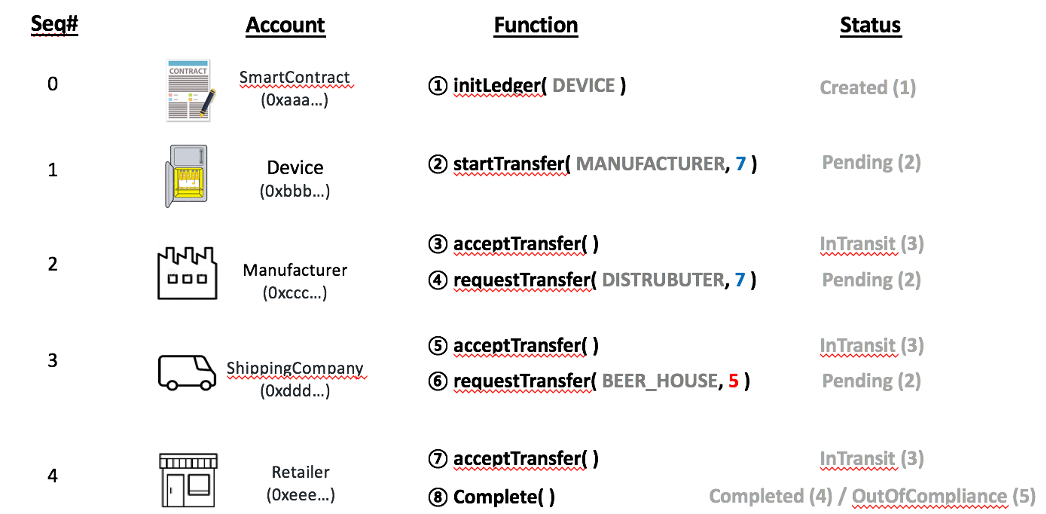 Seq# Account Function Status
0 SmartContract (0xaaa...) ① initLedger( DEVICE ) Created (1)
CONTRACT
1 Device (0xbbb...) ② startTransfer( MANUFACTURER, 7 ) Pending (2)
2 Manufacturer (0xccc...) ③ acceptTransfer( ) InTransit (3)
④ requestTransfer( DISTRUBUTER, 7 ) Pending (2)
3 ShippingCompany (0xddd...) ⑤ acceptTransfer( ) InTransit (3)
⑥ requestTransfer( BEER_HOUSE, 5 ) Pending (2)
4 Retailer (0xeee...) ⑦ acceptTransfer( ) InTransit (3)
⑧ Complete( ) Completed (4) / OutOfCompliance (5)